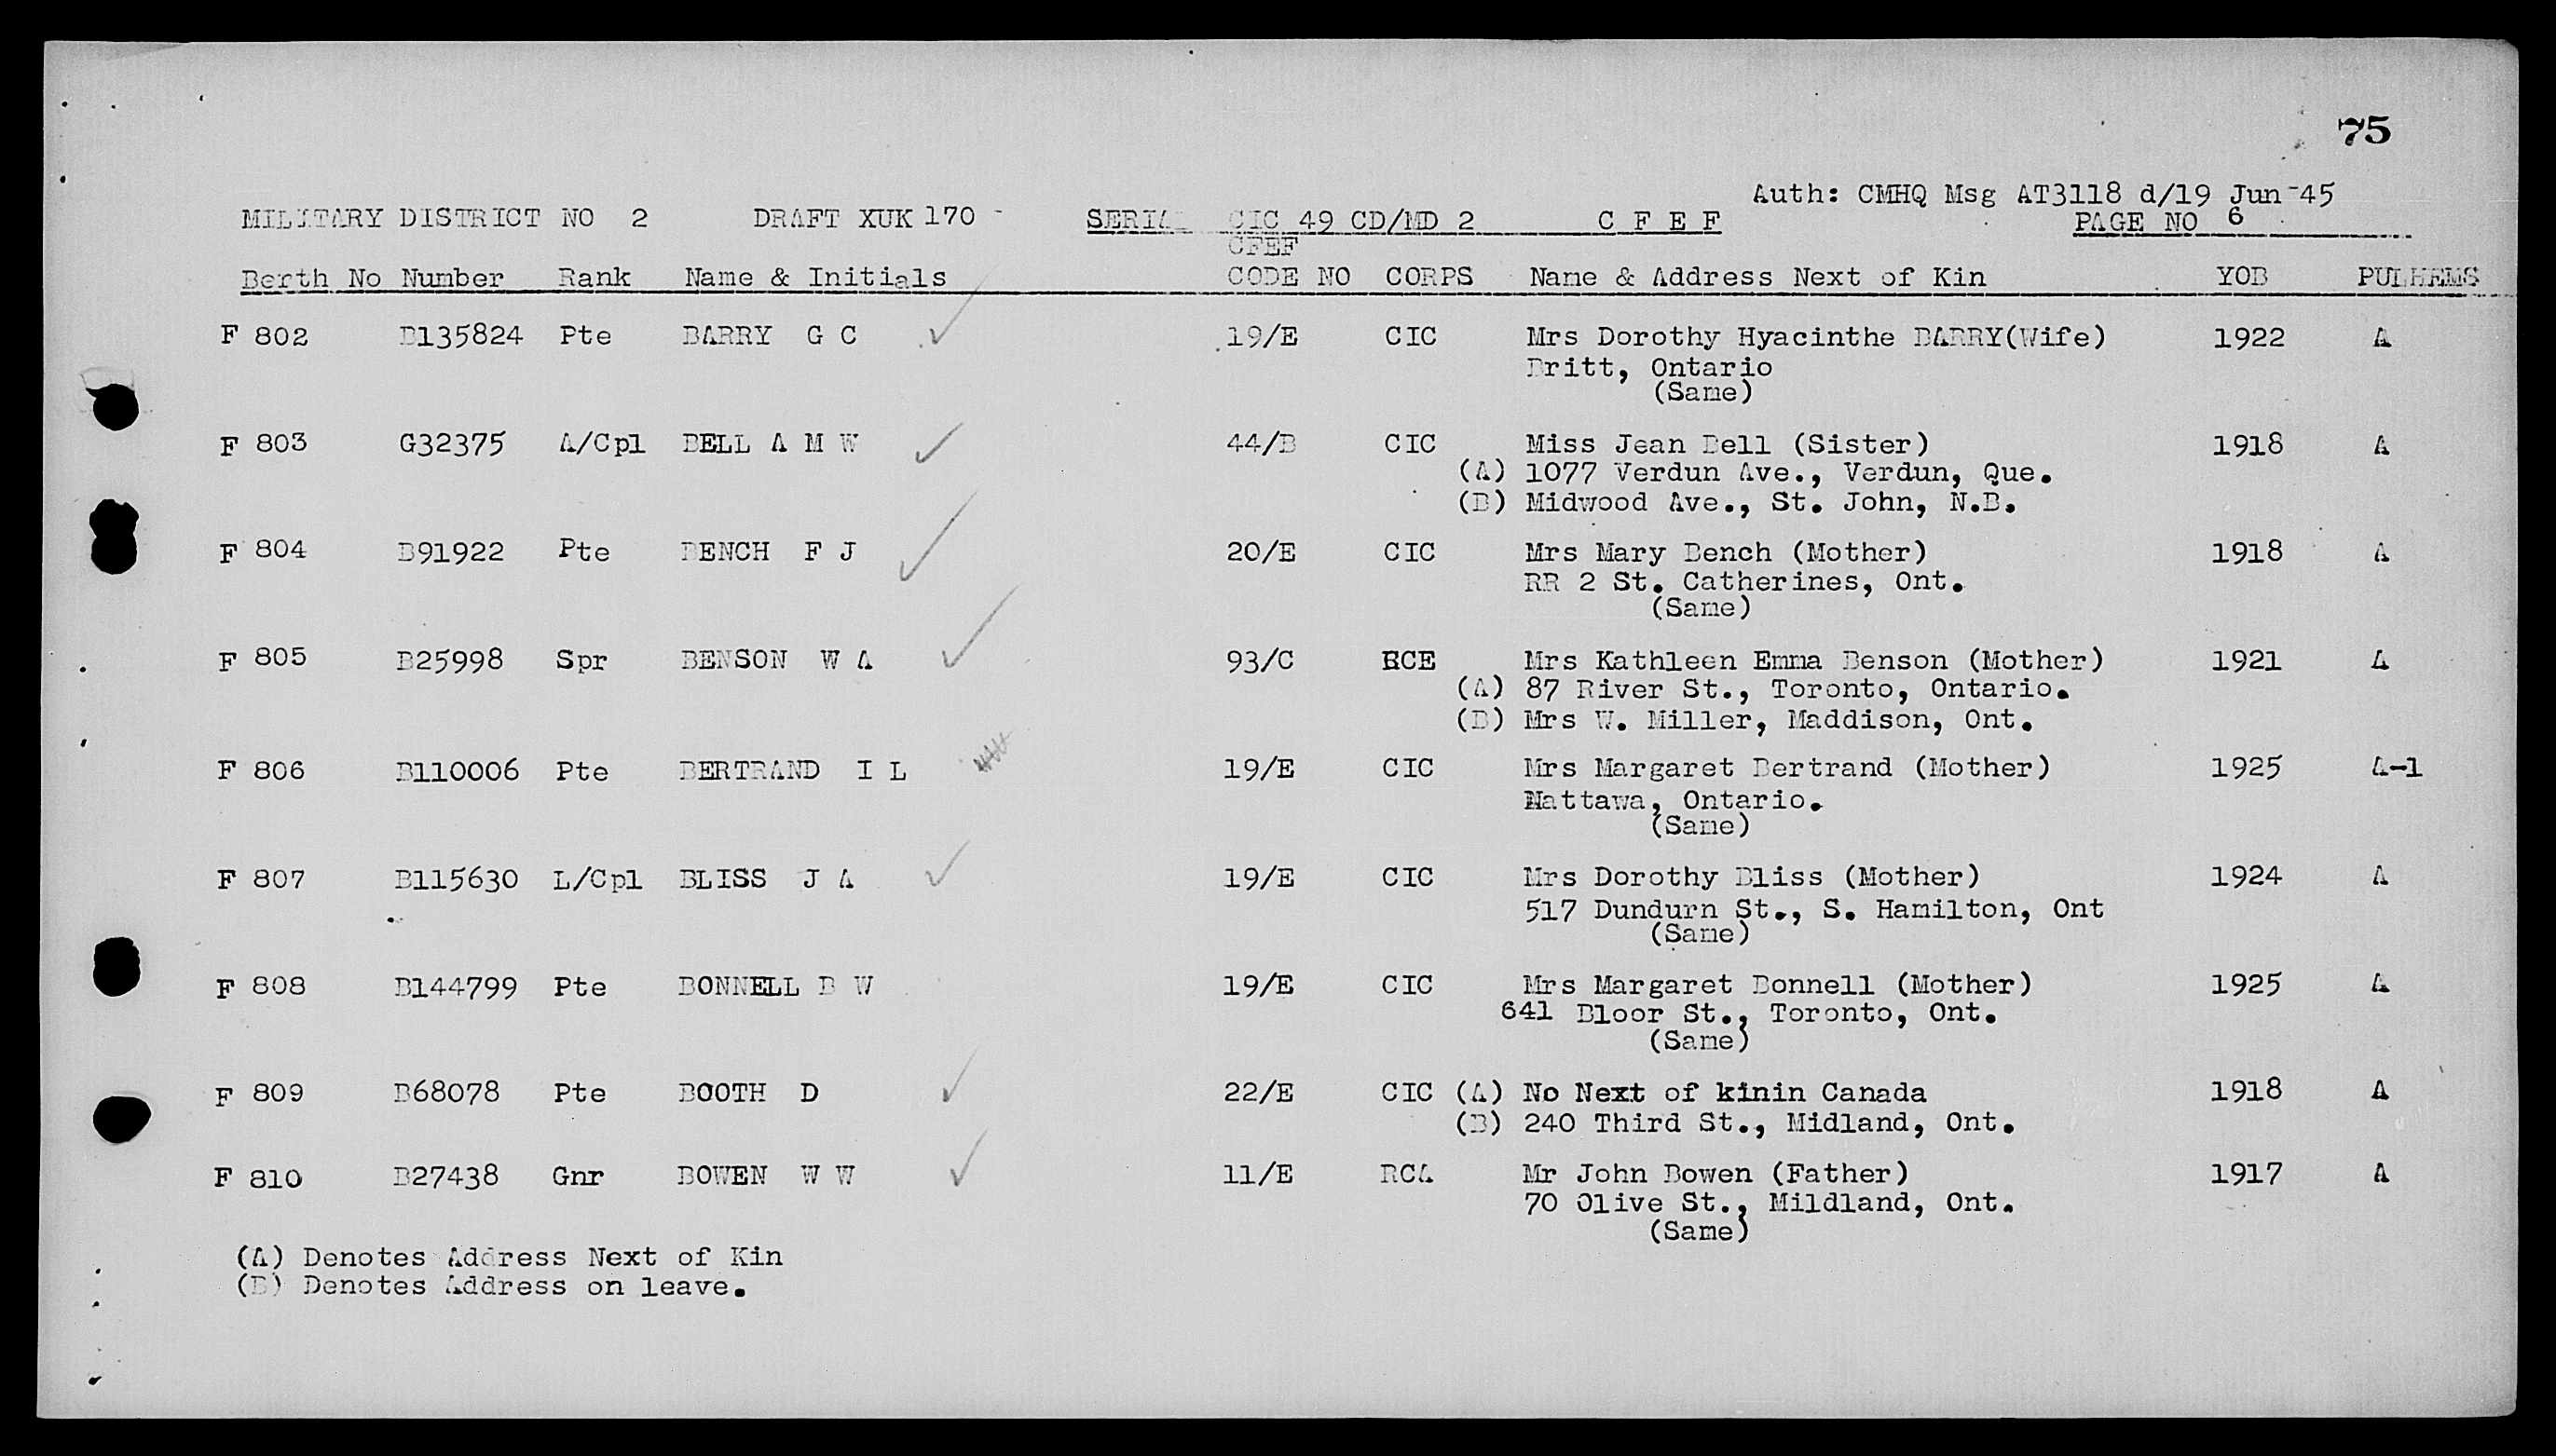 75
Auth: CMHQ Msg AT3118 d/19 Jun 45
MILITARY DISTRICT NO 2 DRAFT XUK 170 - SERIAL CIC 49 CD/MD 2 C F E F PAGE NO 6
CFEF
Berth No Number Rank Name & Initials CODE NO CORPS Name & Address Next of Kin YOB PULHEMS
F 802 B135824 Pte BARRY G C 19/E CIC Mrs Dorothy Hyacinthe BARRY(Wife) 1922 A
Britt, Ontario
(Same)
F 803 G32375 A/Cpl BELL A M W 44/B CIC Miss Jean Bell (Sister) 1918 A
(A) 1077 Verdun Ave., Verdun, Que.
(B) Midwood Ave., St. John, N.B.
F 804 B91922 Pte BENCH F J 20/E CIC Mrs Mary Bench (Mother) 1918 A
RR 2 St. Catherines, Ont.
(Same)
F 805 B25998 Spr BENSON W A 93/C RCE Mrs Kathleen Emma Benson (Mother) 1921 A
(A) 87 River St., Toronto, Ontario.
(B) Mrs W. Miller, Maddison, Ont.
F 806 B110006 Pte BERTRAND I L 19/E CIC Mrs Margaret Bertrand (Mother) 1925 A-1
Mattawa, Ontario.
(Same)
F 807 B115630 L/Cpl BLISS J A 19/E CIC Mrs Dorothy Bliss (Mother) 1924 A
517 Dundurn St., S. Hamilton, Ont
(Same)
F 808 B144799 Pte BONNELL B W 19/E CIC Mrs Margaret Bonnell (Mother) 1925 A
641 Bloor St., Toronto, Ont.
(Same)
F 809 B68078 Pte BOOTH D 22/E CIC (A) No Next of kinin Canada 1918 A
(B) 240 Third St., Midland, Ont.
F 810 B27438 Gnr BOWEN W W 11/E RCA Mr John Bowen (Father) 1917 A
70 Olive St., Mildland, Ont.
(Same)
(A) Denotes Address Next of Kin
(B) Denotes Address on leave.